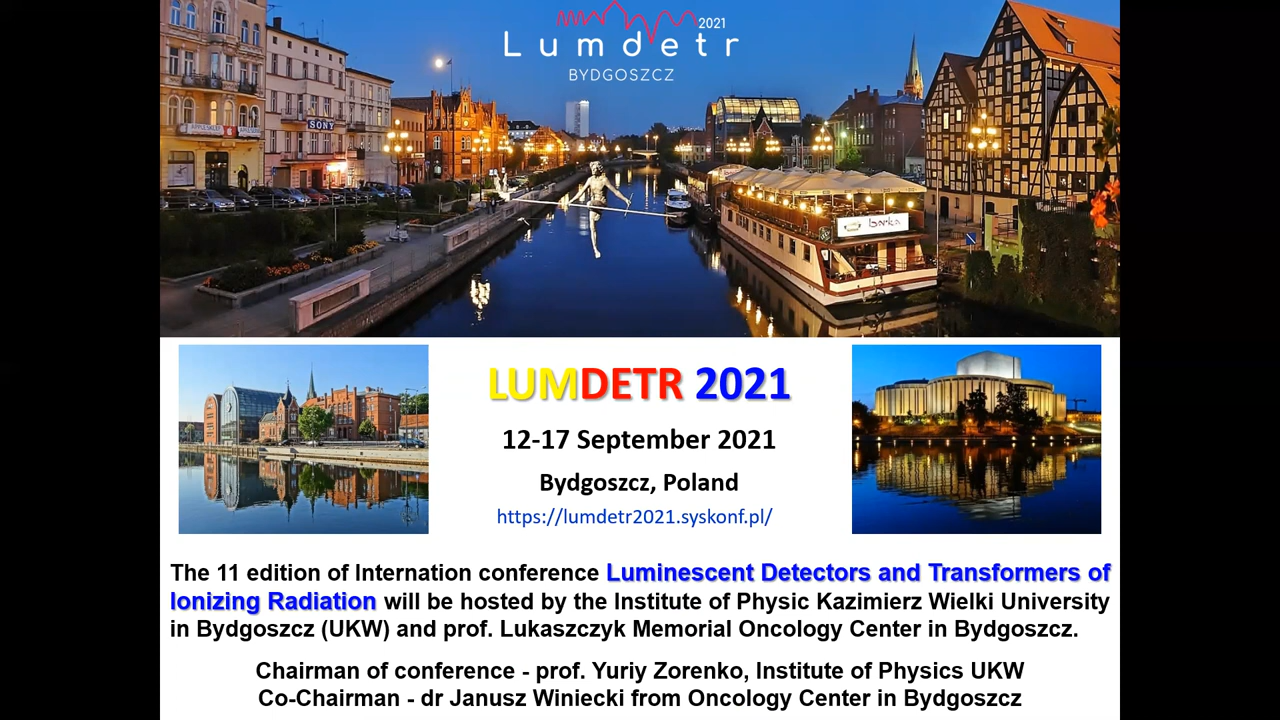 2021
Lumdetr
BYDGOSZCZ
SONY
barka
LUMDETR 2021
12-17 September 2021
Bydgoszcz, Poland
https://lumdetr2021.syskonf.pl/
The 11 edition of Internation conference Luminescent Detectors and Transformers of
Ionizing Radiation will be hosted by the Institute of Physic Kazimierz Wielki University
in Bydgoszcz (UKW) and prof. Lukaszczyk Memorial Oncology Center in Bydgoszcz.
Chairman of conference - prof. Yuriy Zorenko, Institute of Physics UKW
Co-Chairman - dr Janusz Winiecki from Oncology Center in Bydgoszcz